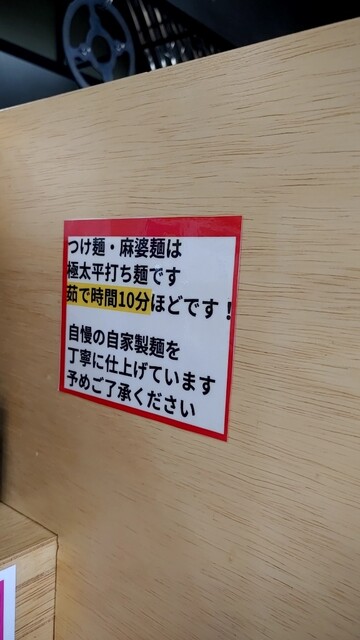 つけ麺・麻婆麺は
極太平打ち麺です
茹で時間10分ほどです！
自慢の自家製麺を
丁寧に仕上げています
予めご了承ください